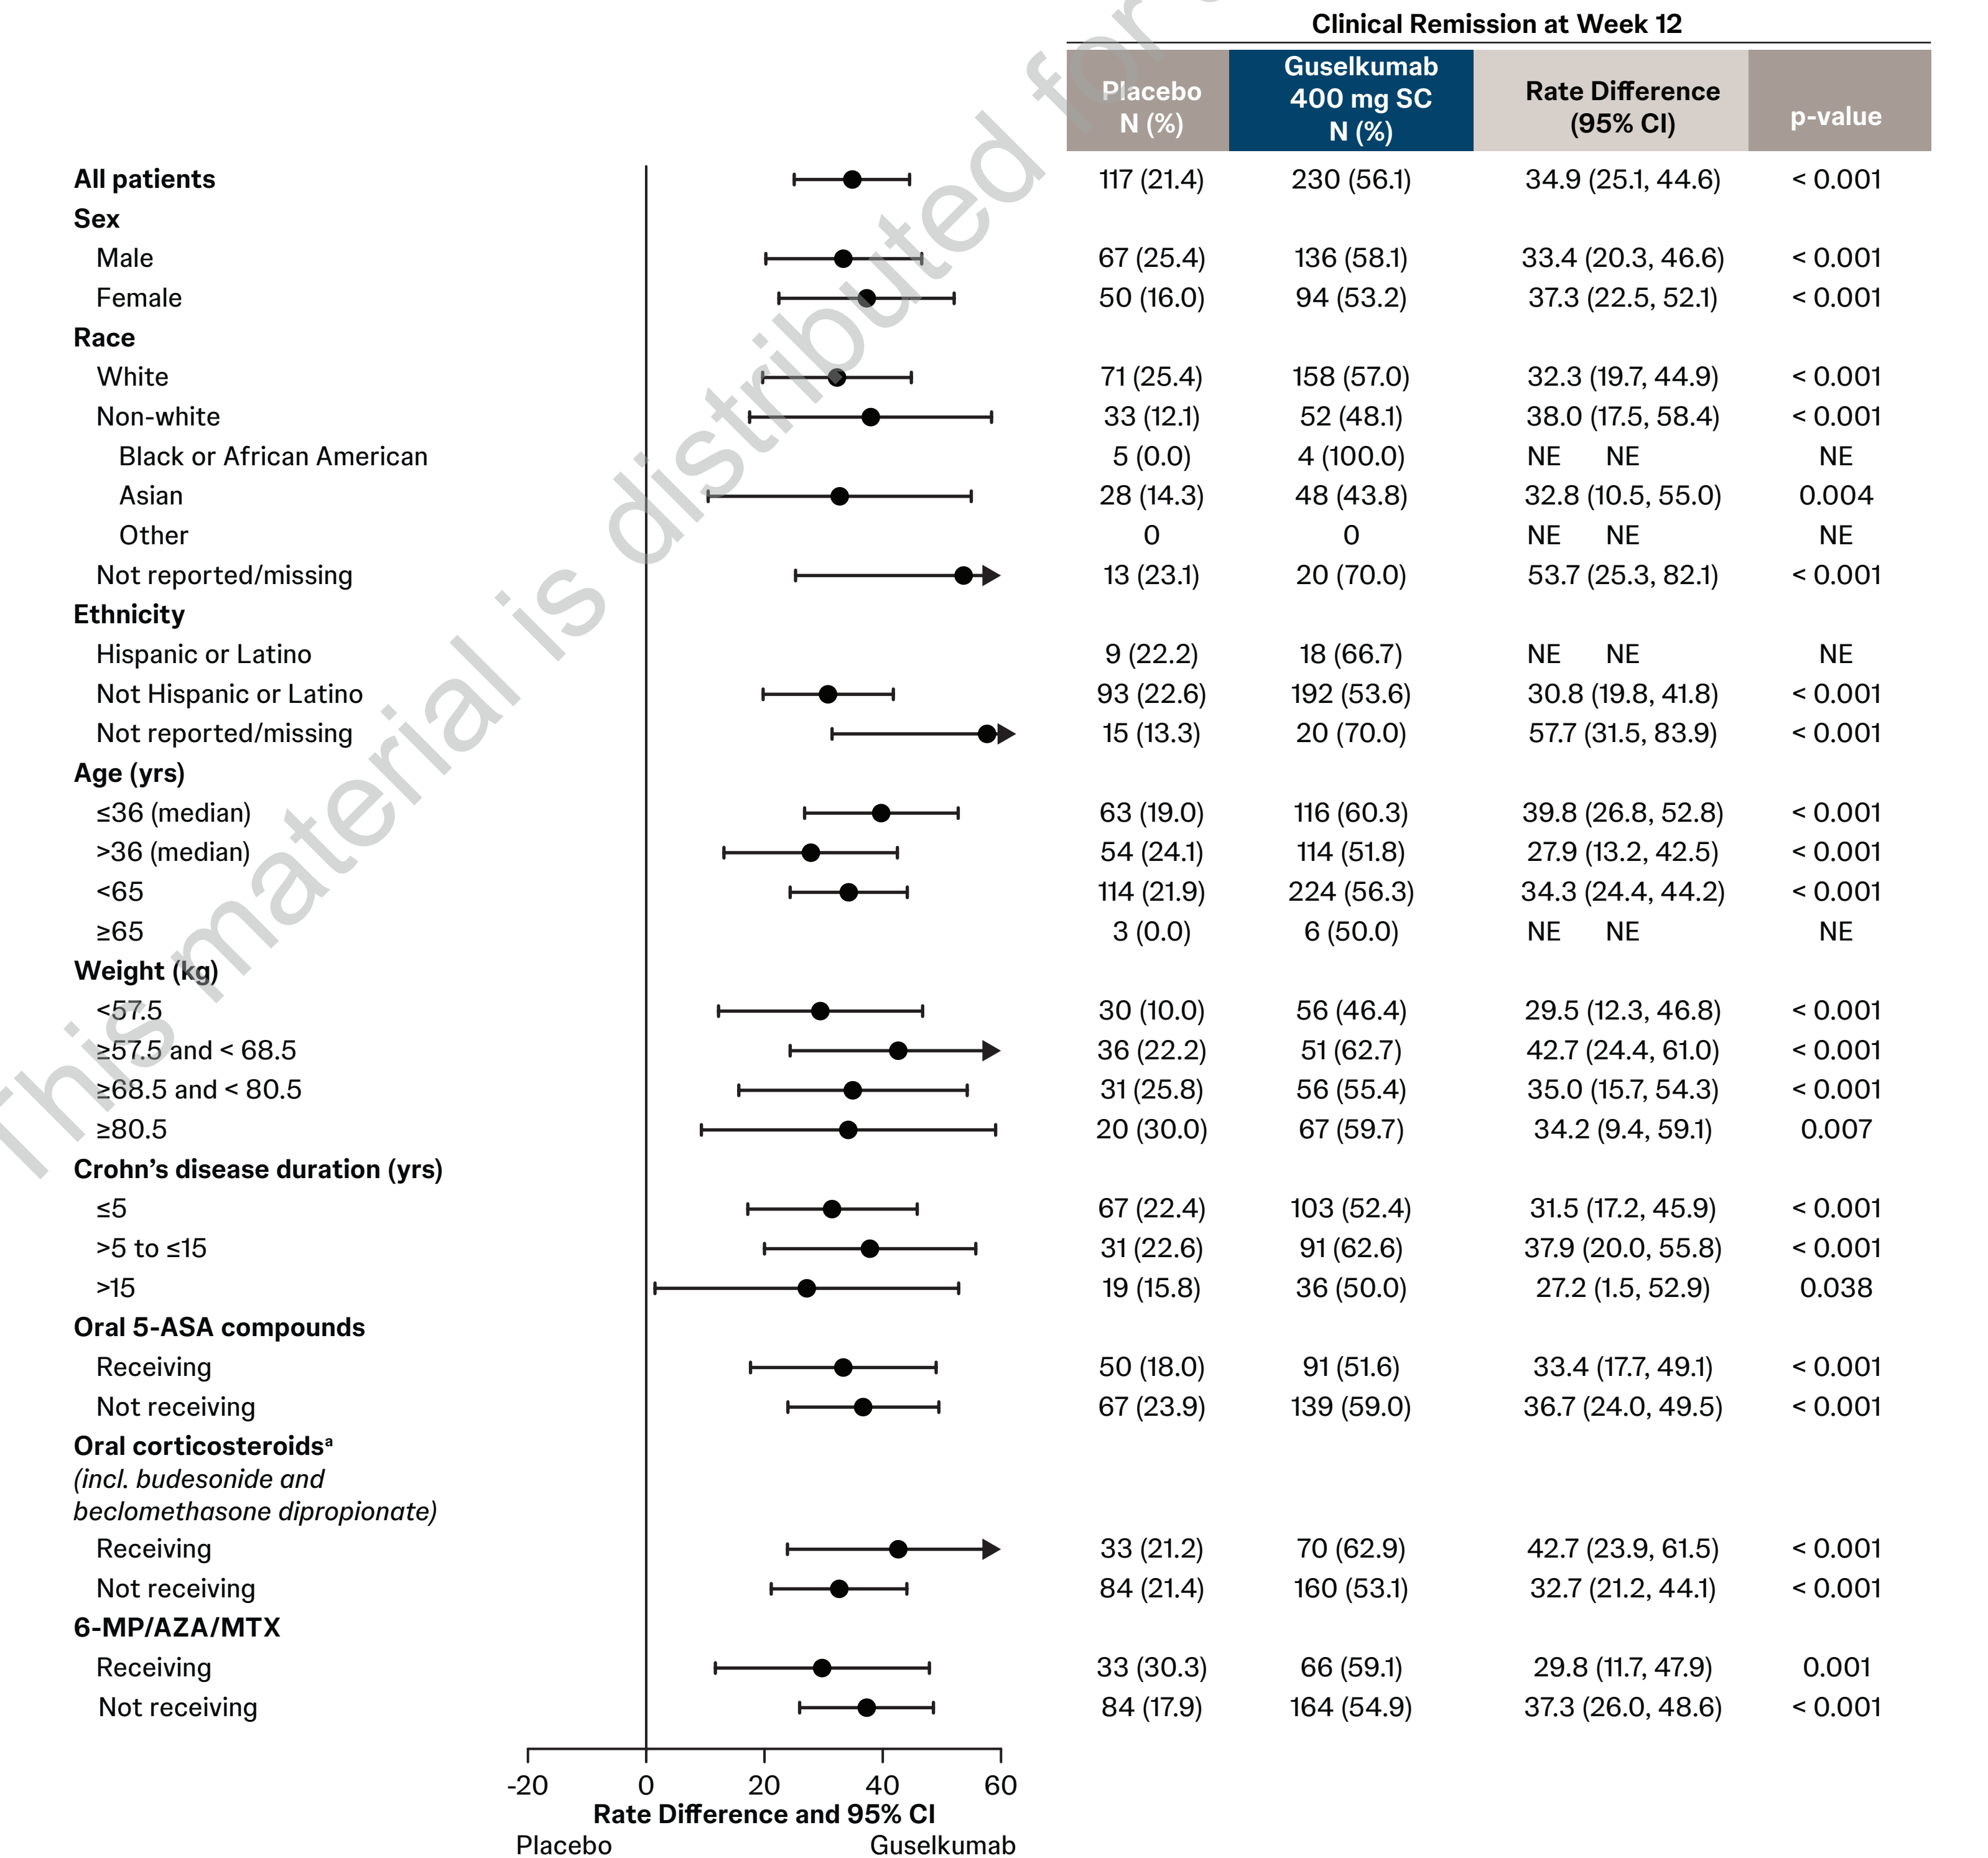 Clinical Remission at Week 12
Placebo
N (%)
Guselkumab
400 mg SC
N (%)
Rate Difference
(95% CI)
p-value
All patients 117 (21.4) 230 (56.1) 34.9 (25.1, 44.6) < 0.001
Sex
Male 67 (25.4) 136 (58.1) 33.4 (20.3, 46.6) < 0.001
Female 50 (16.0) 94 (53.2) 37.3 (22.5, 52.1) < 0.001
Race
White 71 (25.4) 158 (57.0) 32.3 (19.7, 44.9) < 0.001
Non-white 33 (12.1) 52 (48.1) 38.0 (17.5, 58.4) < 0.001
Black or African American 5 (0.0) 4 (100.0) NE NE NE
Asian 28 (14.3) 48 (43.8) 32.8 (10.5, 55.0) 0.004
Other 0 0 NE NE NE
Not reported/missing 13 (23.1) 20 (70.0) 53.7 (25.3, 82.1) < 0.001
Ethnicity
Hispanic or Latino 9 (22.2) 18 (66.7) NE NE NE
Not Hispanic or Latino 93 (22.6) 192 (53.6) 30.8 (19.8, 41.8) < 0.001
Not reported/missing 15 (13.3) 20 (70.0) 57.7 (31.5, 83.9) < 0.001
Age (yrs)
≤36 (median) 63 (19.0) 116 (60.3) 39.8 (26.8, 52.8) < 0.001
>36 (median) 54 (24.1) 114 (51.8) 27.9 (13.2, 42.5) < 0.001
<65 114 (21.9) 224 (56.3) 34.3 (24.4, 44.2) < 0.001
≥65 3 (0.0) 6 (50.0) NE NE NE
Weight (kg)
<57.5 30 (10.0) 56 (46.4) 29.5 (12.3, 46.8) < 0.001
≥57.5 and < 68.5 36 (22.2) 51 (62.7) 42.7 (24.4, 61.0) < 0.001
≥68.5 and < 80.5 31 (25.8) 56 (55.4) 35.0 (15.7, 54.3) < 0.001
≥80.5 20 (30.0) 67 (59.7) 34.2 (9.4, 59.1) 0.007
Crohn's disease duration (yrs)
≤5 67 (22.4) 103 (52.4) 31.5 (17.2, 45.9) < 0.001
>5 to ≤15 31 (22.6) 91 (62.6) 37.9 (20.0, 55.8) < 0.001
>15 19 (15.8) 36 (50.0) 27.2 (1.5, 52.9) 0.038
Oral 5-ASA compounds
Receiving 50 (18.0) 91 (51.6) 33.4 (17.7, 49.1) < 0.001
Not receiving 67 (23.9) 139 (59.0) 36.7 (24.0, 49.5) < 0.001
Oral corticosteroidsª
(incl. budesonide and
beclomethasone dipropionate)
Receiving 33 (21.2) 70 (62.9) 42.7 (23.9, 61.5) < 0.001
Not receiving 84 (21.4) 160 (53.1) 32.7 (21.2, 44.1) < 0.001
6-MP/AZA/MTX
Receiving 33 (30.3) 66 (59.1) 29.8 (11.7, 47.9) 0.001
Not receiving 84 (17.9) 164 (54.9) 37.3 (26.0, 48.6) < 0.001
-20 0 20 40 60
Rate Difference and 95% CI
Placebo Guselkumab
This material is distributed for